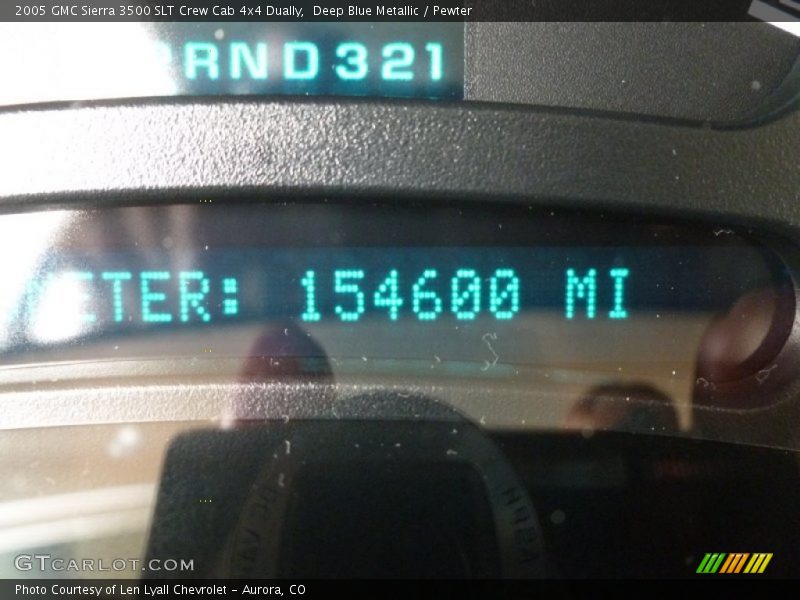 2005 GMC Sierra 3500 SLT Crew Cab 4x4 Dually,  Deep Blue Metallic / Pewter
RND321
METER: 154600 MI
GTCARLOT.COM
Photo Courtesy of Len Lyall Chevrolet – Aurora, CO